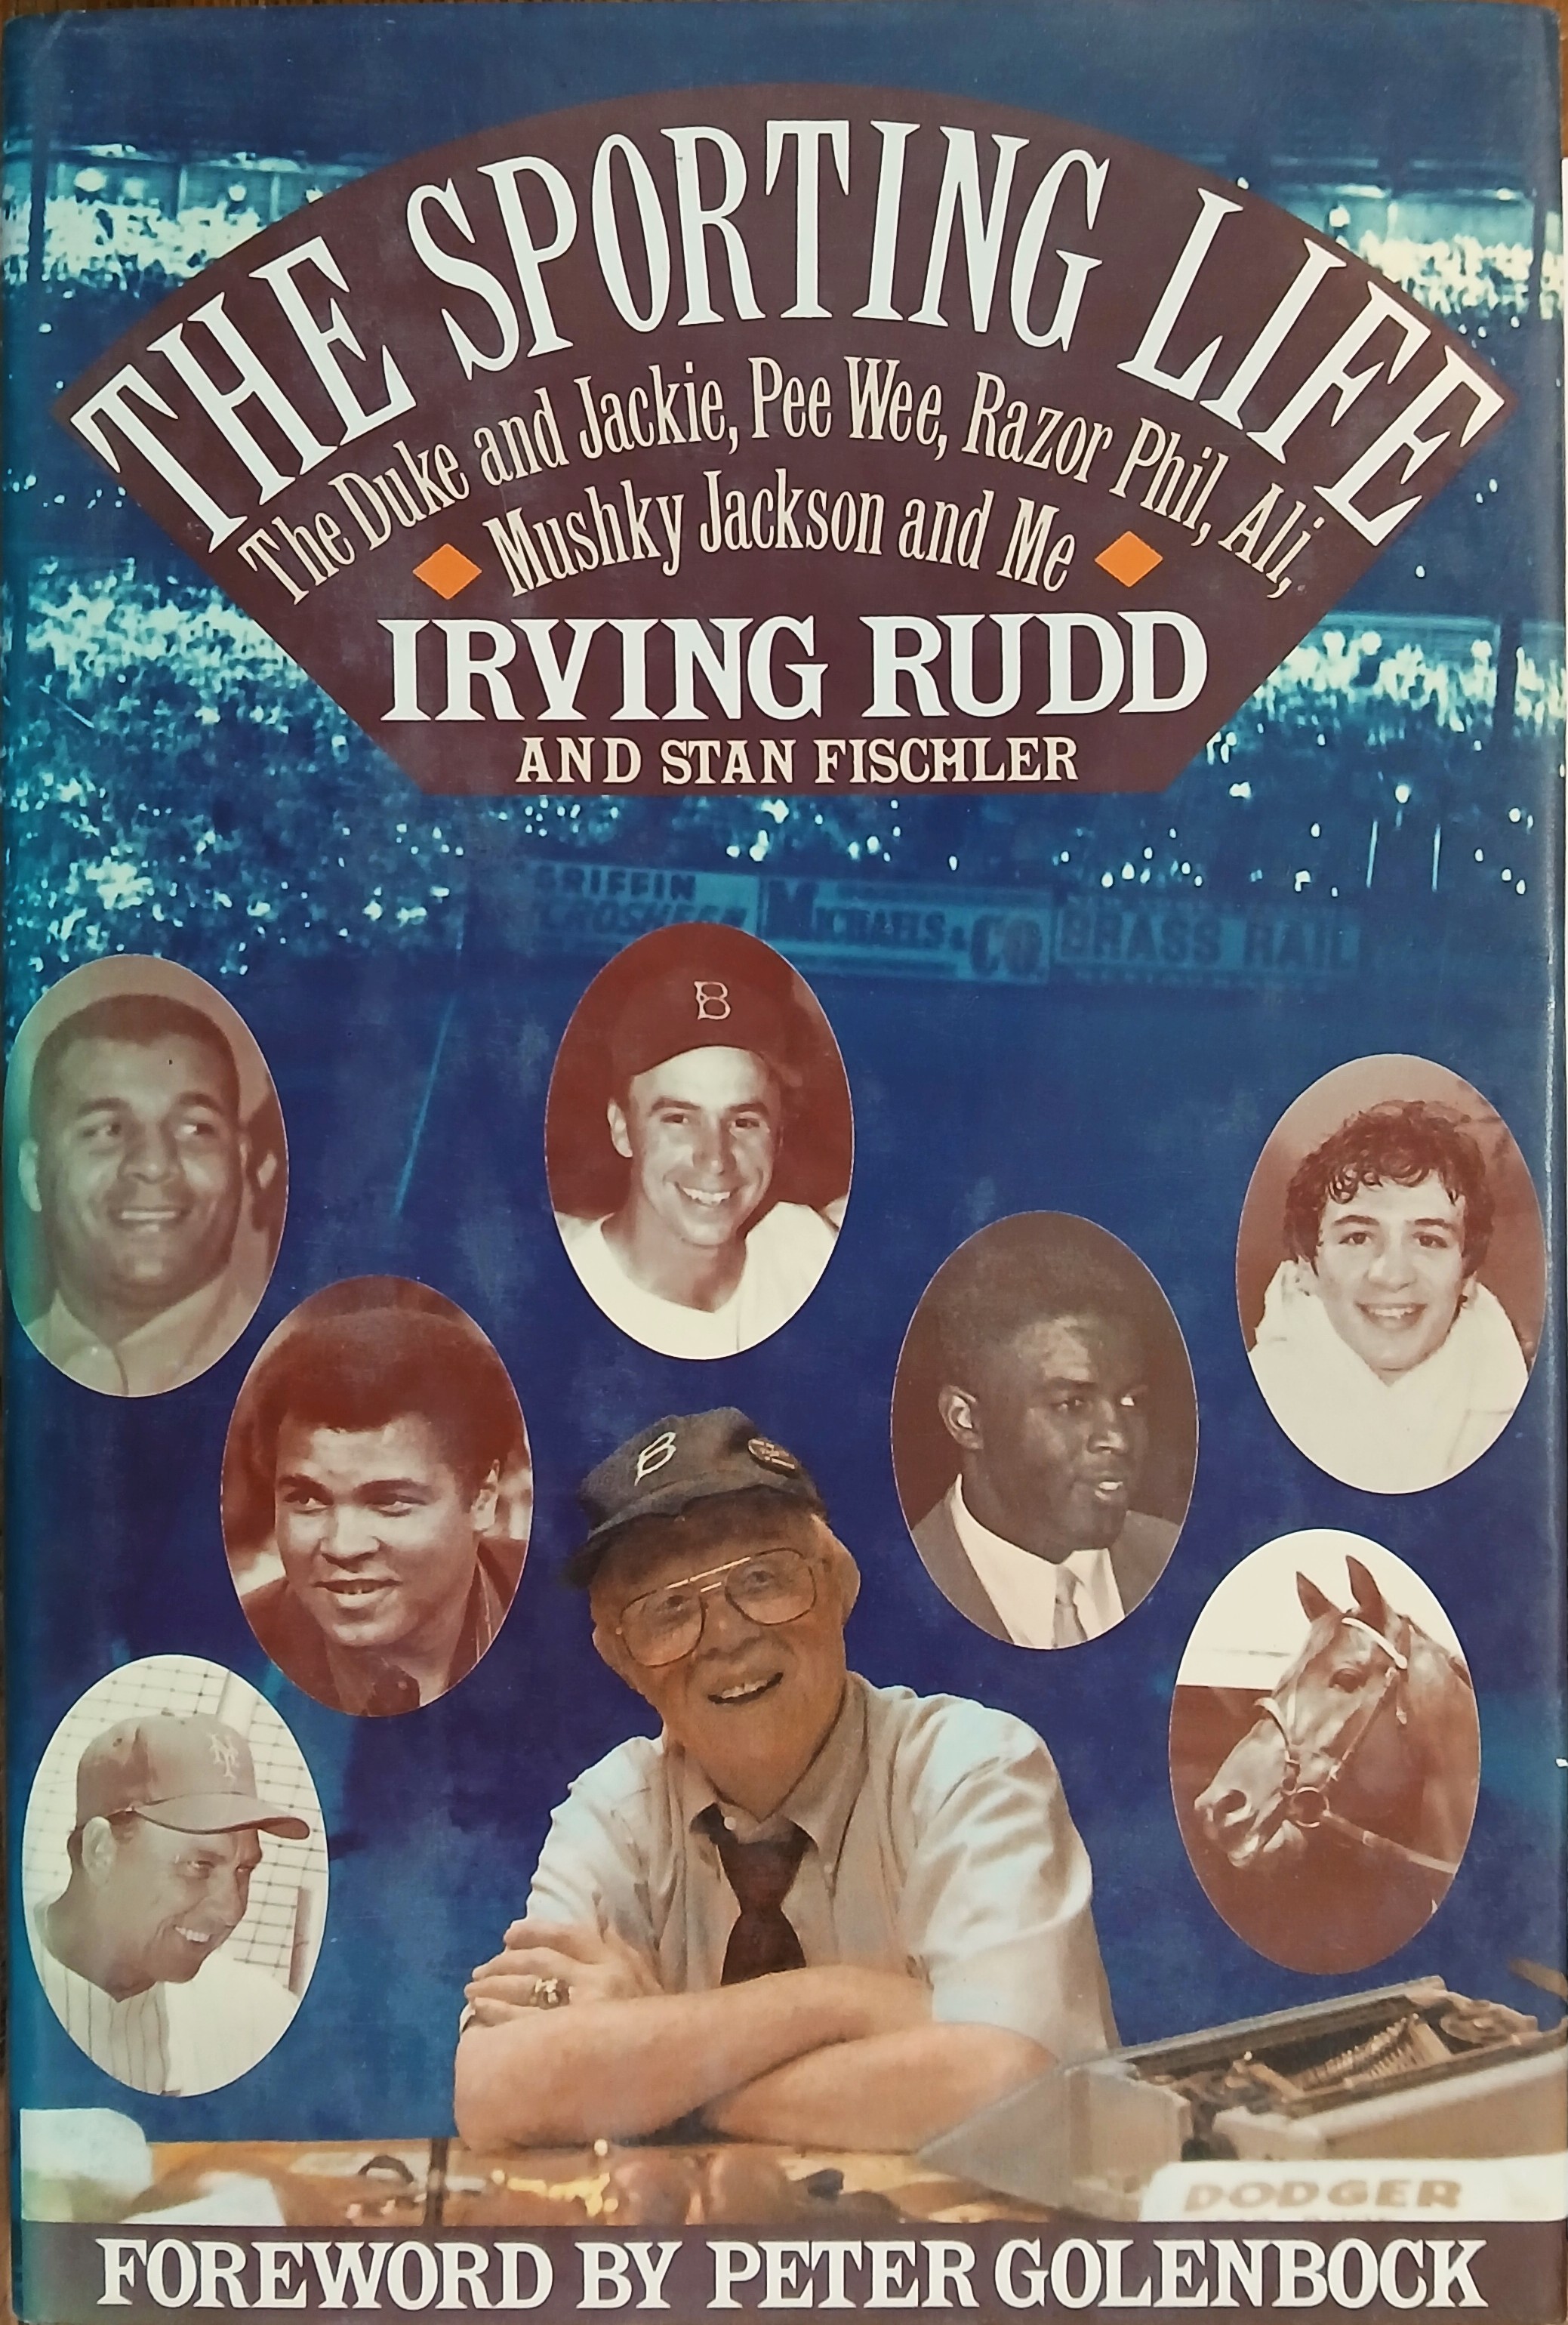 THE SPORTING LIFE
The Duke and Jackie, Pee Wee, Razor Phil, Ali,
Mushky Jackson and Me
IRVING RUDD
AND STAN FISCHLER
GRIFFIN MICHAELS & CO. BRASS RAIL
B
B
NY
DODGER
FOREWORD BY PETER GOLENBOCK